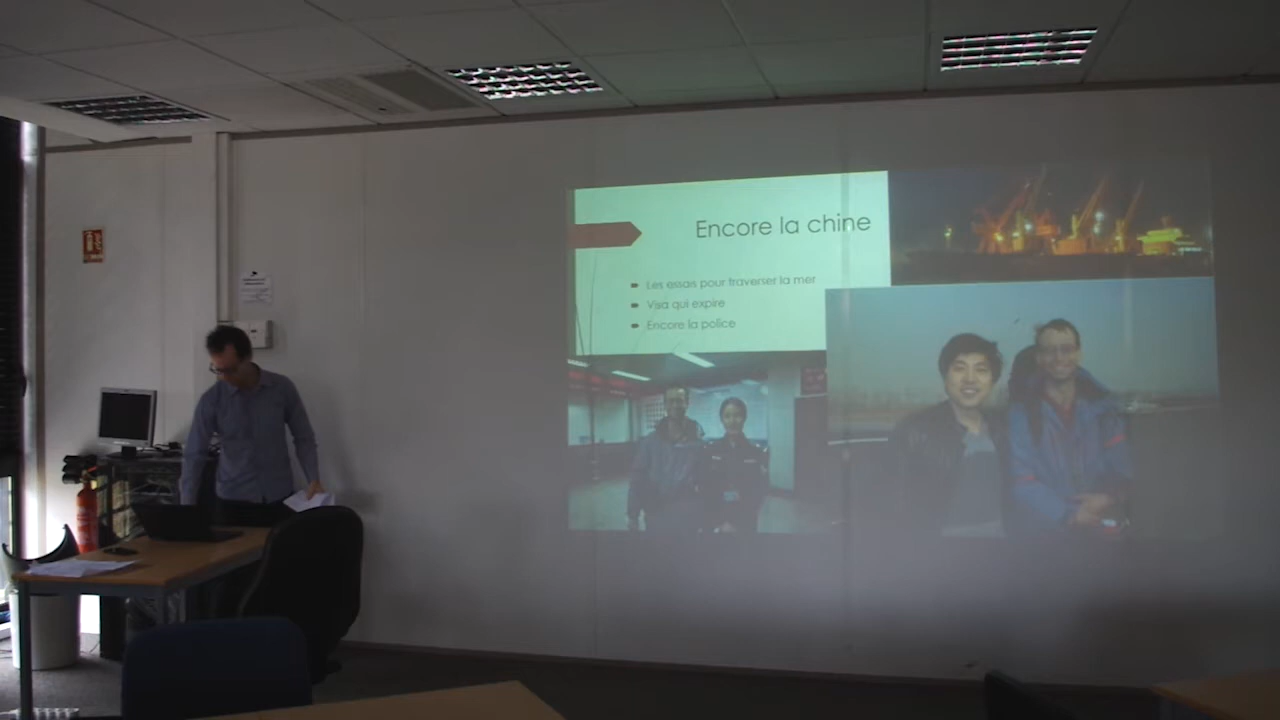 Encore la chine
Les essais pour traverser la mer
Visa qui expire
Encore la police